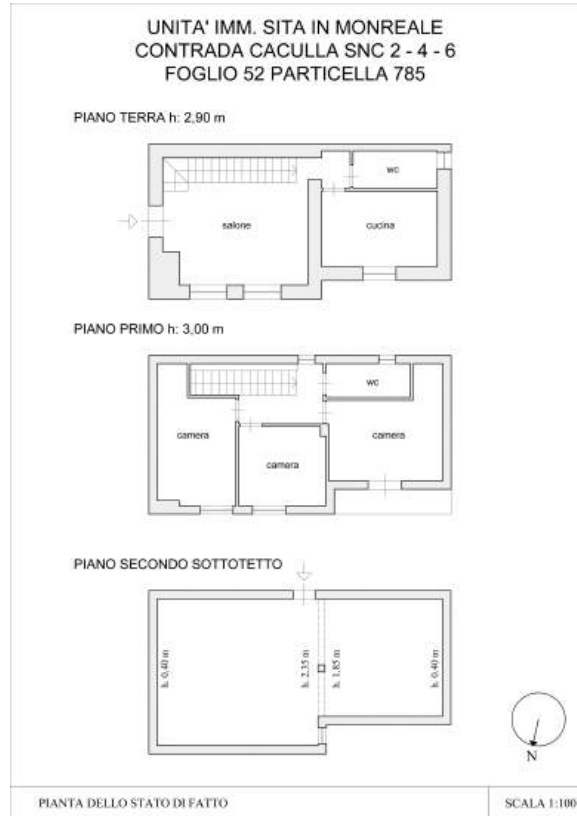 UNITA' IMM. SITA IN MONREALE
CONTRADA CACULLA SNC 2 - 4 - 6
FOGLIO 52 PARTICELLA 785
PIANO TERRA h: 2,90 m
wc
salone
cucina
PIANO PRIMO h: 3,00 m
wc
camera
camera
camera
PIANO SECONDO SOTTOTETTO
h. 0,40 m
h. 2,35 m
h. 1,85 m
h. 0,40 m
N
PIANTA DELLO STATO DI FATTO
SCALA 1:100